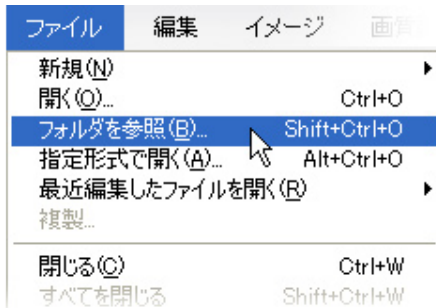 ファイル 編集 イメージ 画質
新規(N)
開く(O)... Ctrl+O
フォルダを参照(B)... Shift+Ctrl+O
指定形式で開く(A)... Alt+Ctrl+O
最近編集したファイルを開く(R)
複製...
閉じる(C) Ctrl+W
すべてを閉じる Shift+Ctrl+W